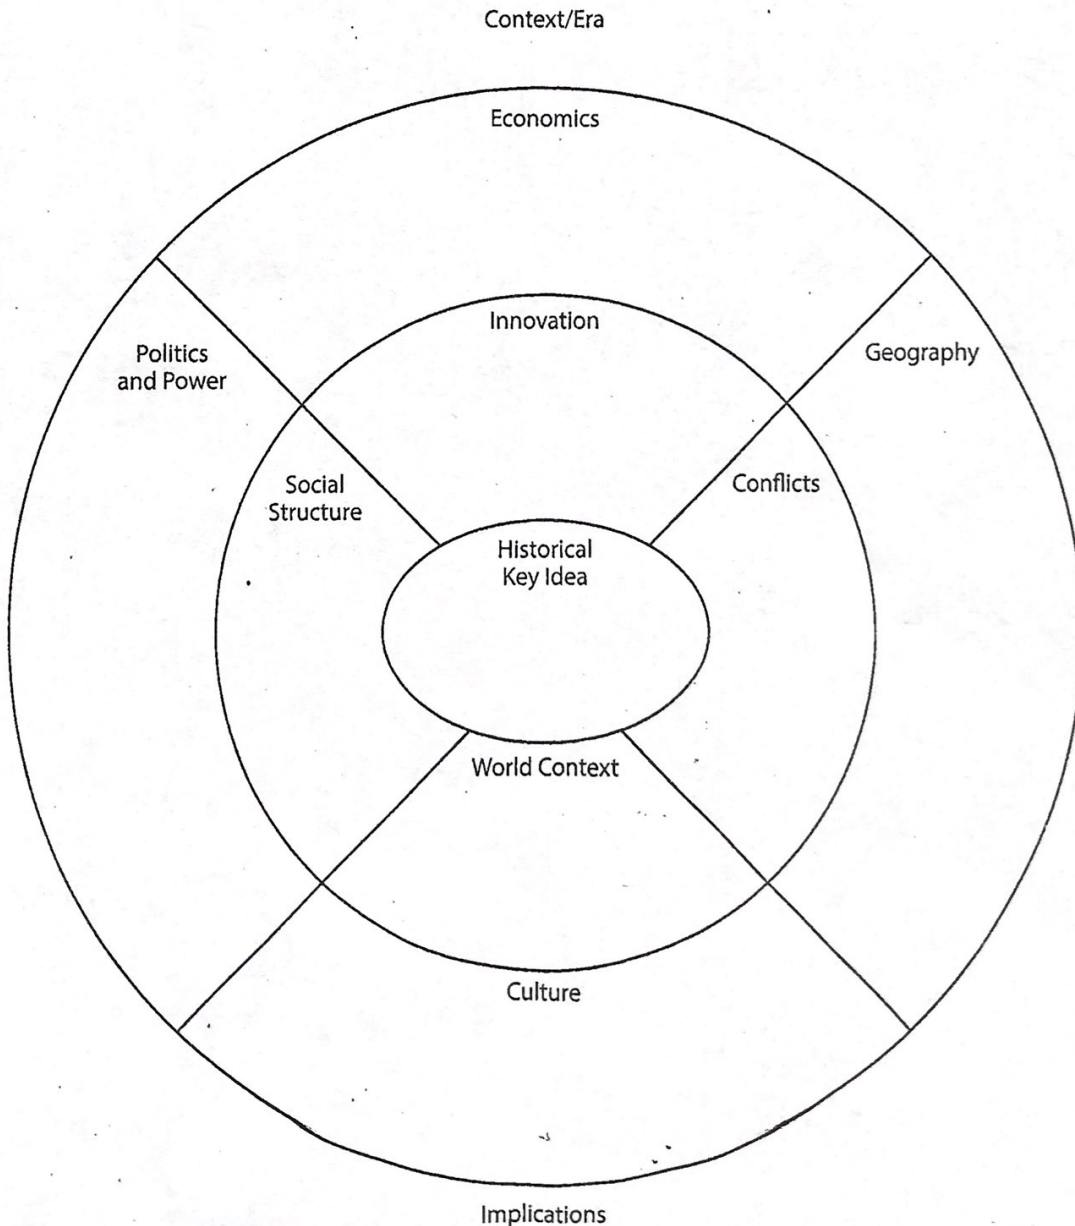 Context/Era
Economics
Innovation
Politics
and Power
Geography
Social
Structure
Conflicts
Historical
Key Idea
World Context
Culture
Implications